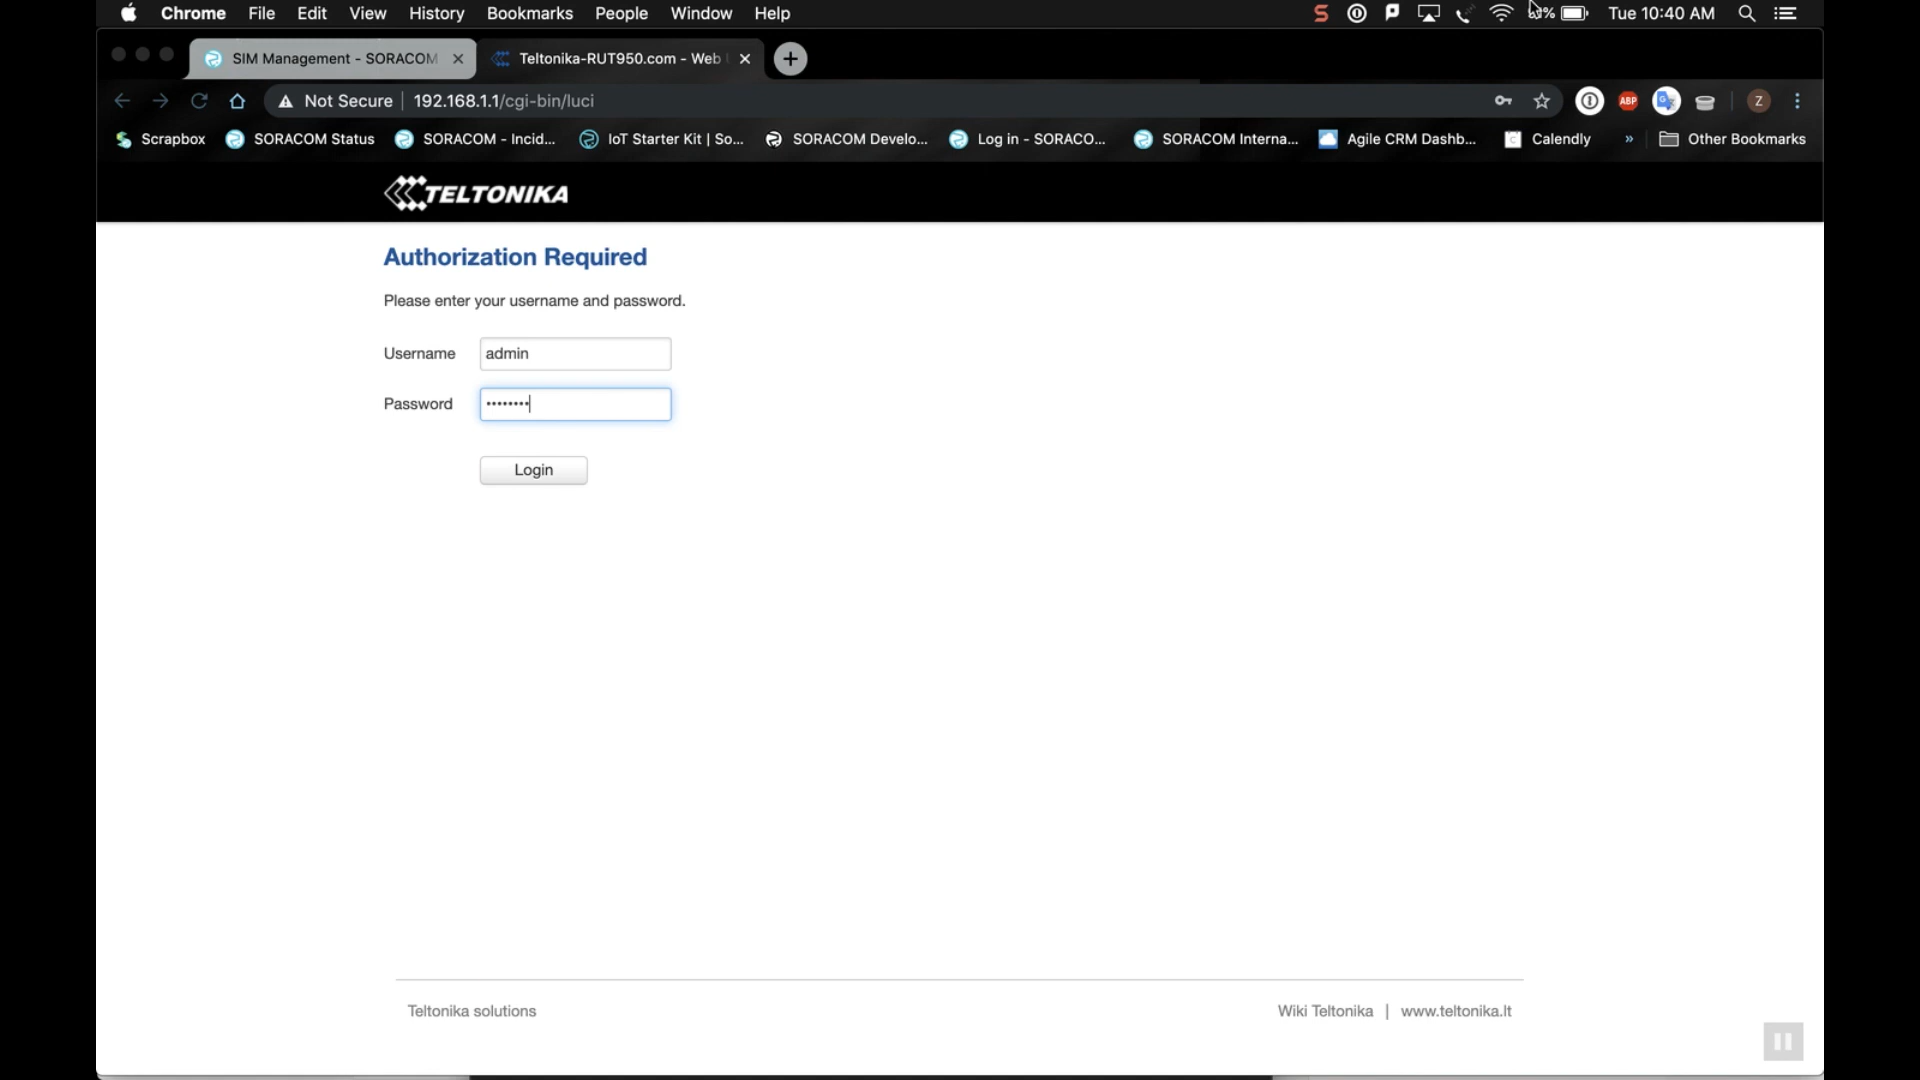 Chrome File Edit View History Bookmarks People Window Help Tue 10:40 AM
SIM Management - SORACOM Teltonika-RUT950.com - Web
Not Secure 192.168.1.1/cgi-bin/luci ABP Z
Scrapbox SORACOM Status SORACOM - Incid... IoT Starter Kit | So... SORACOM Develo... Log in - SORACO... SORACOM Interna... Agile CRM Dashb... Calendly » Other Bookmarks
TELTONIKA
Authorization Required
Please enter your username and password.
Username admin
Password ••••••••
Login
Teltonika solutions Wiki Teltonika | www.teltonika.lt